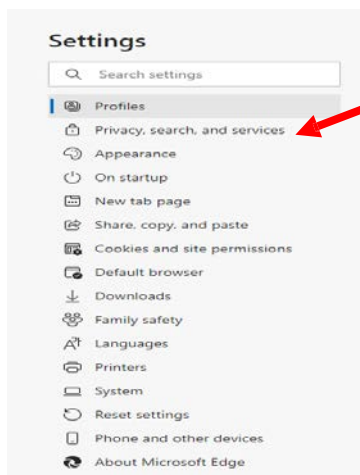 Settings
Search settings
Profiles
Privacy, search, and services
Appearance
On startup
New tab page
Share, copy, and paste
Cookies and site permissions
Default browser
Downloads
Family safety
Languages
Printers
System
Reset settings
Phone and other devices
About Microsoft Edge